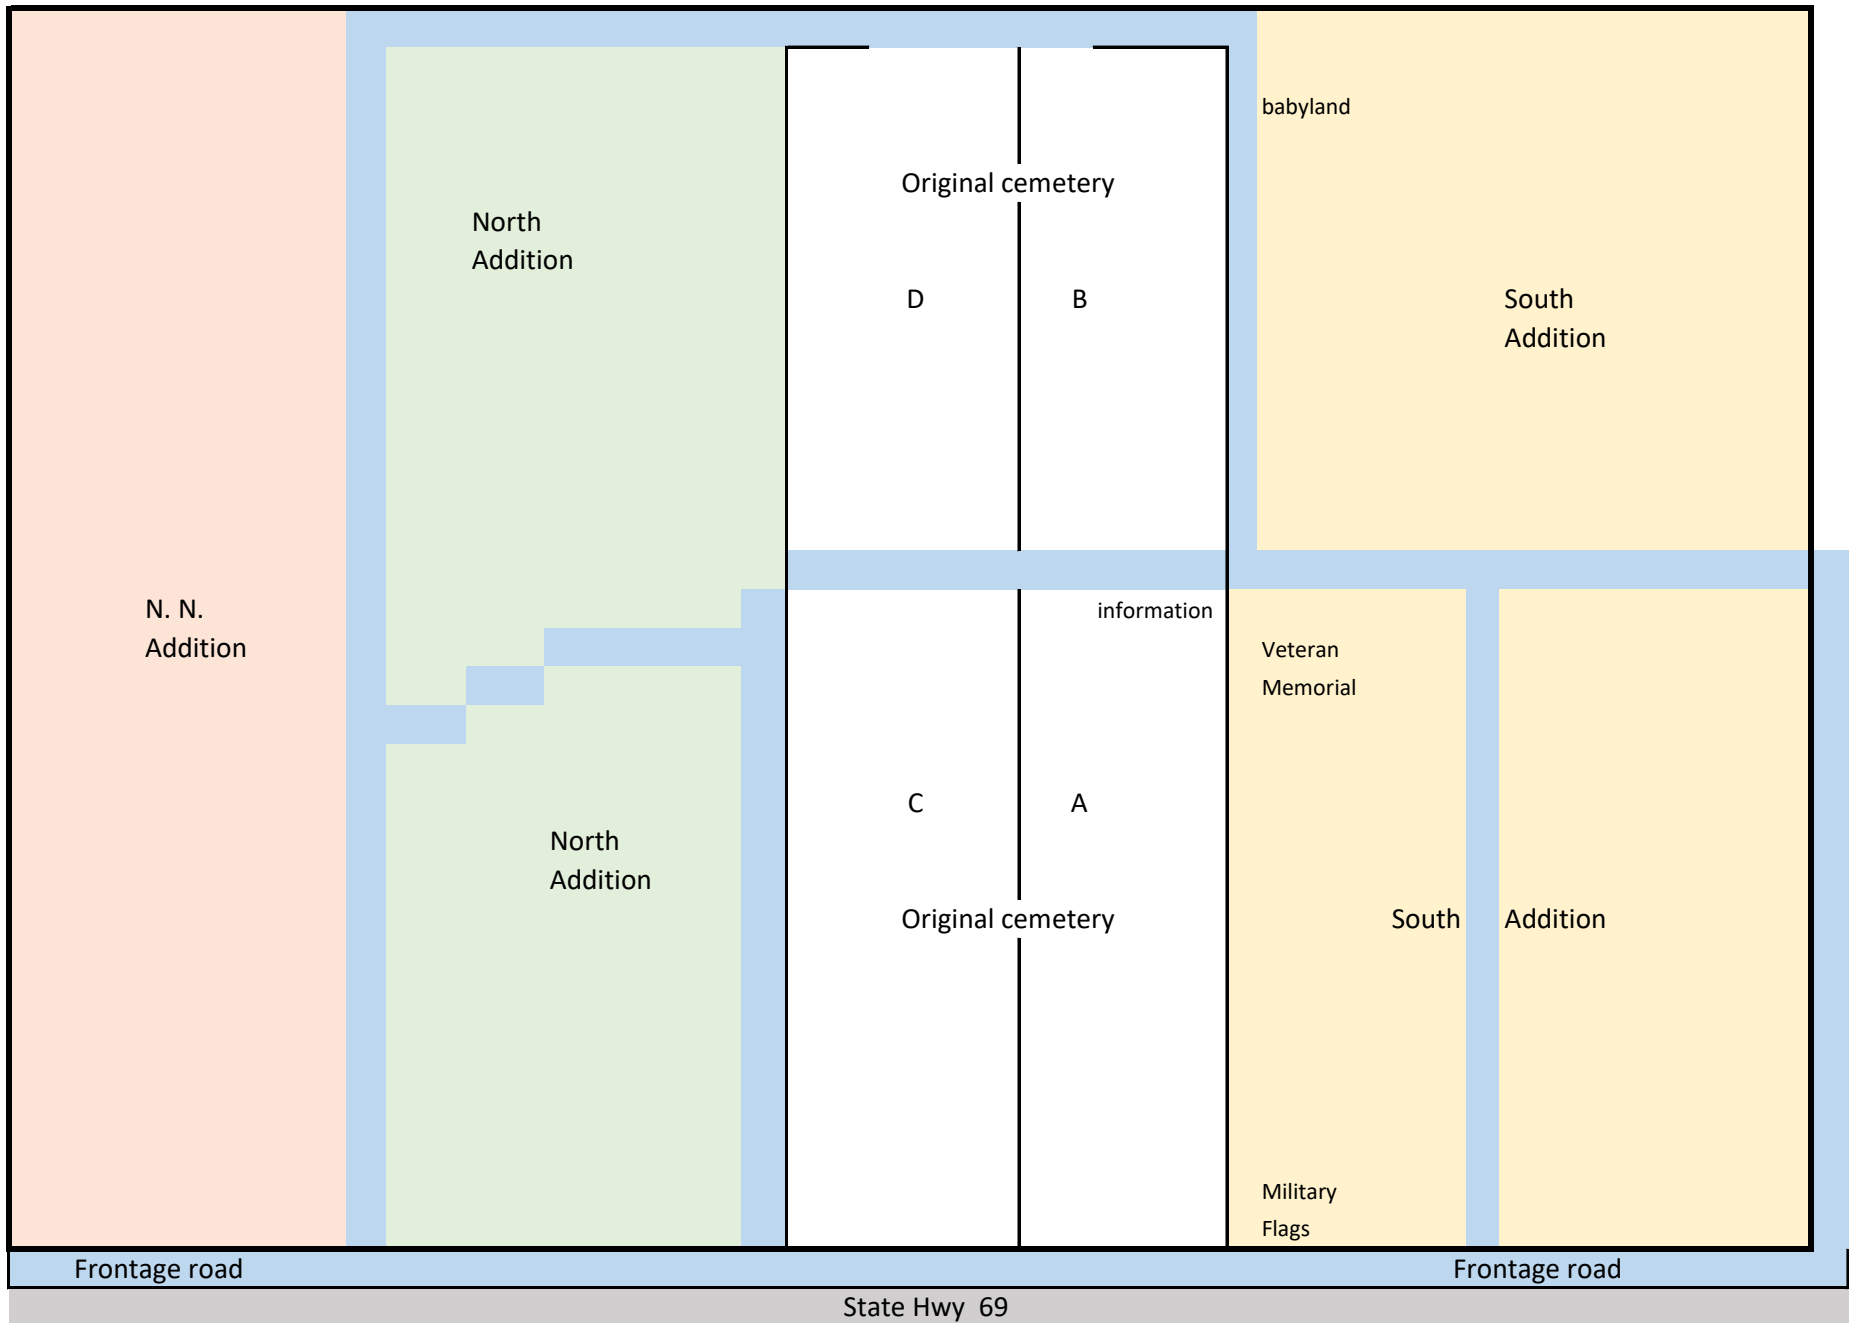 babyland
Original cemetery
North
Addition
D
B
South
Addition
N. N.
Addition
information
Veteran
Memorial
C
A
North
Addition
Original cemetery
South
Addition
Military
Flags
Frontage road
Frontage road
State Hwy 69